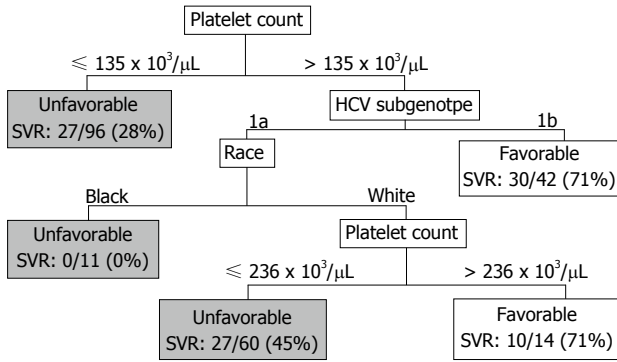 Platelet count
≤ 135 x 10³/μL
> 135 x 10³/μL
Unfavorable
SVR: 27/96 (28%)
HCV subgenotpe
1a
1b
Race
Favorable
SVR: 30/42 (71%)
Black
White
Unfavorable
SVR: 0/11 (0%)
Platelet count
≤ 236 x 10³/μL
> 236 x 10³/μL
Unfavorable
SVR: 27/60 (45%)
Favorable
SVR: 10/14 (71%)